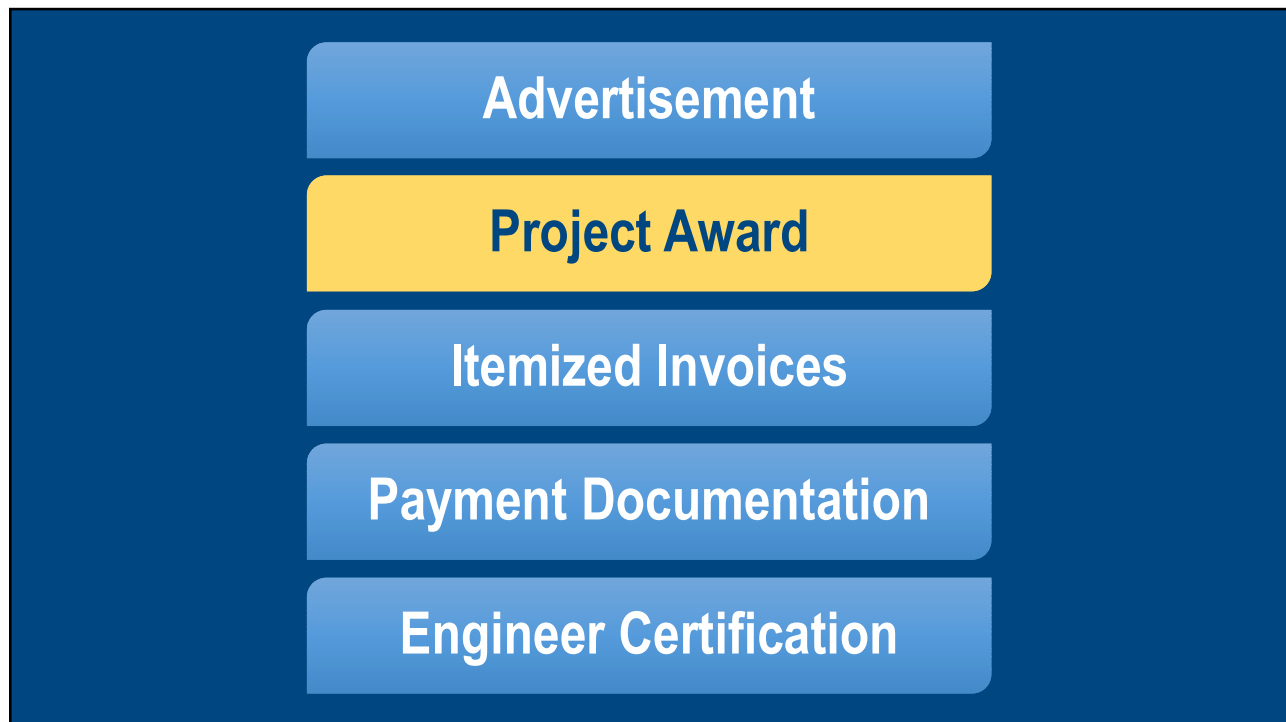 Advertisement
Project Award
Itemized Invoices
Payment Documentation
Engineer Certification